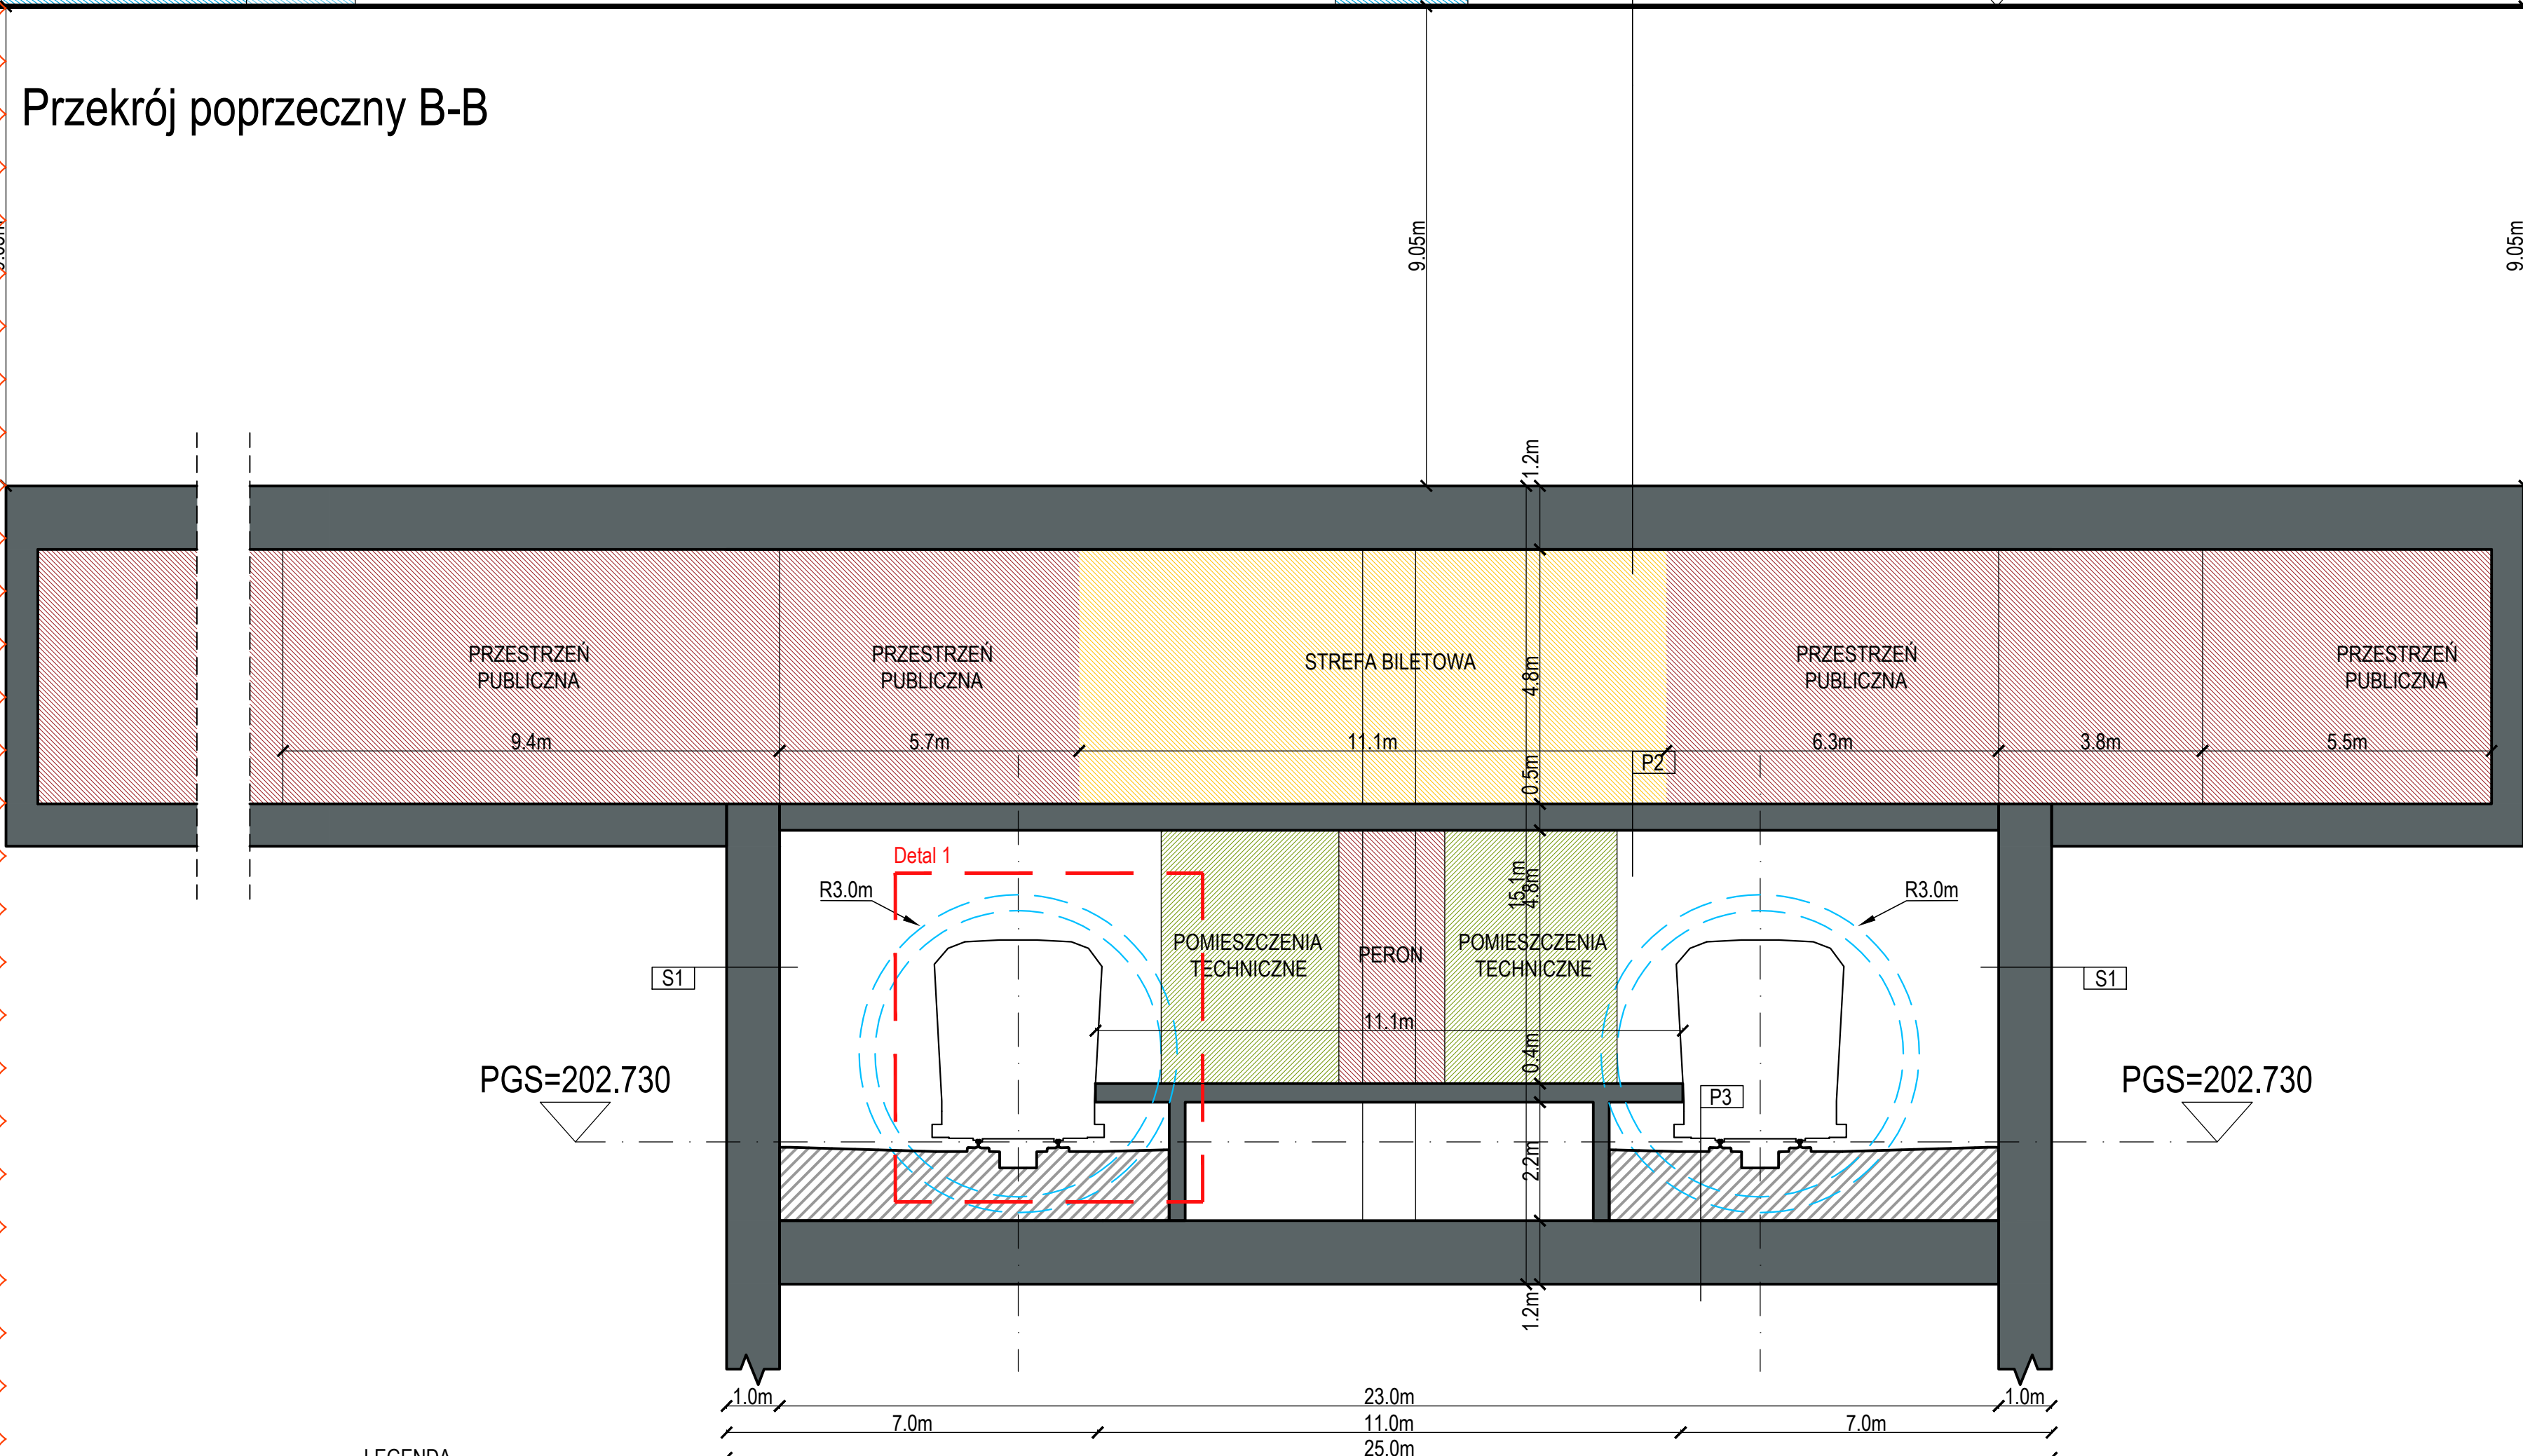 Przekrój poprzeczny B-B
9.05m
9.05m
1.2m
PRZESTRZEŃ
PUBLICZNA
PRZESTRZEŃ
PUBLICZNA
STREFA BILETOWA
4.8m
PRZESTRZEŃ
PUBLICZNA
PRZESTRZEŃ
PUBLICZNA
9.4m
5.7m
11.1m
6.3m
3.8m
5.5m
0.5m
P2
Detal 1
R3.0m
R3.0m
15.1m
4.8m
POMIESZCZENIA
TECHNICZNE
PERON
POMIESZCZENIA
TECHNICZNE
S1
S1
11.1m
0.4m
PGS=202.730
PGS=202.730
P3
2.2m
1.2m
1.0m
23.0m
1.0m
7.0m
11.0m
7.0m
LEGENDA
25.0m